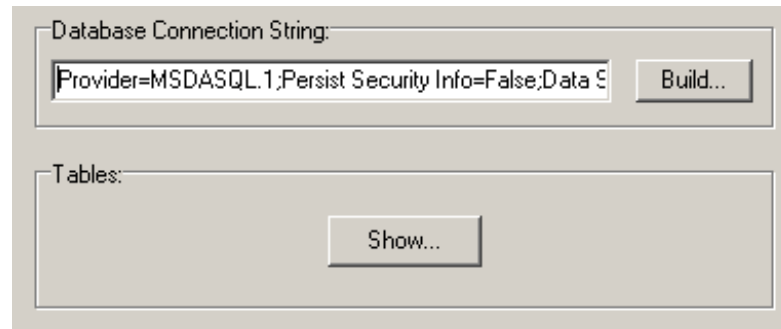 Database Connection String:
Provider=MSDASQL.1;Persist Security Info=False;Data S
Build...
Tables:
Show...